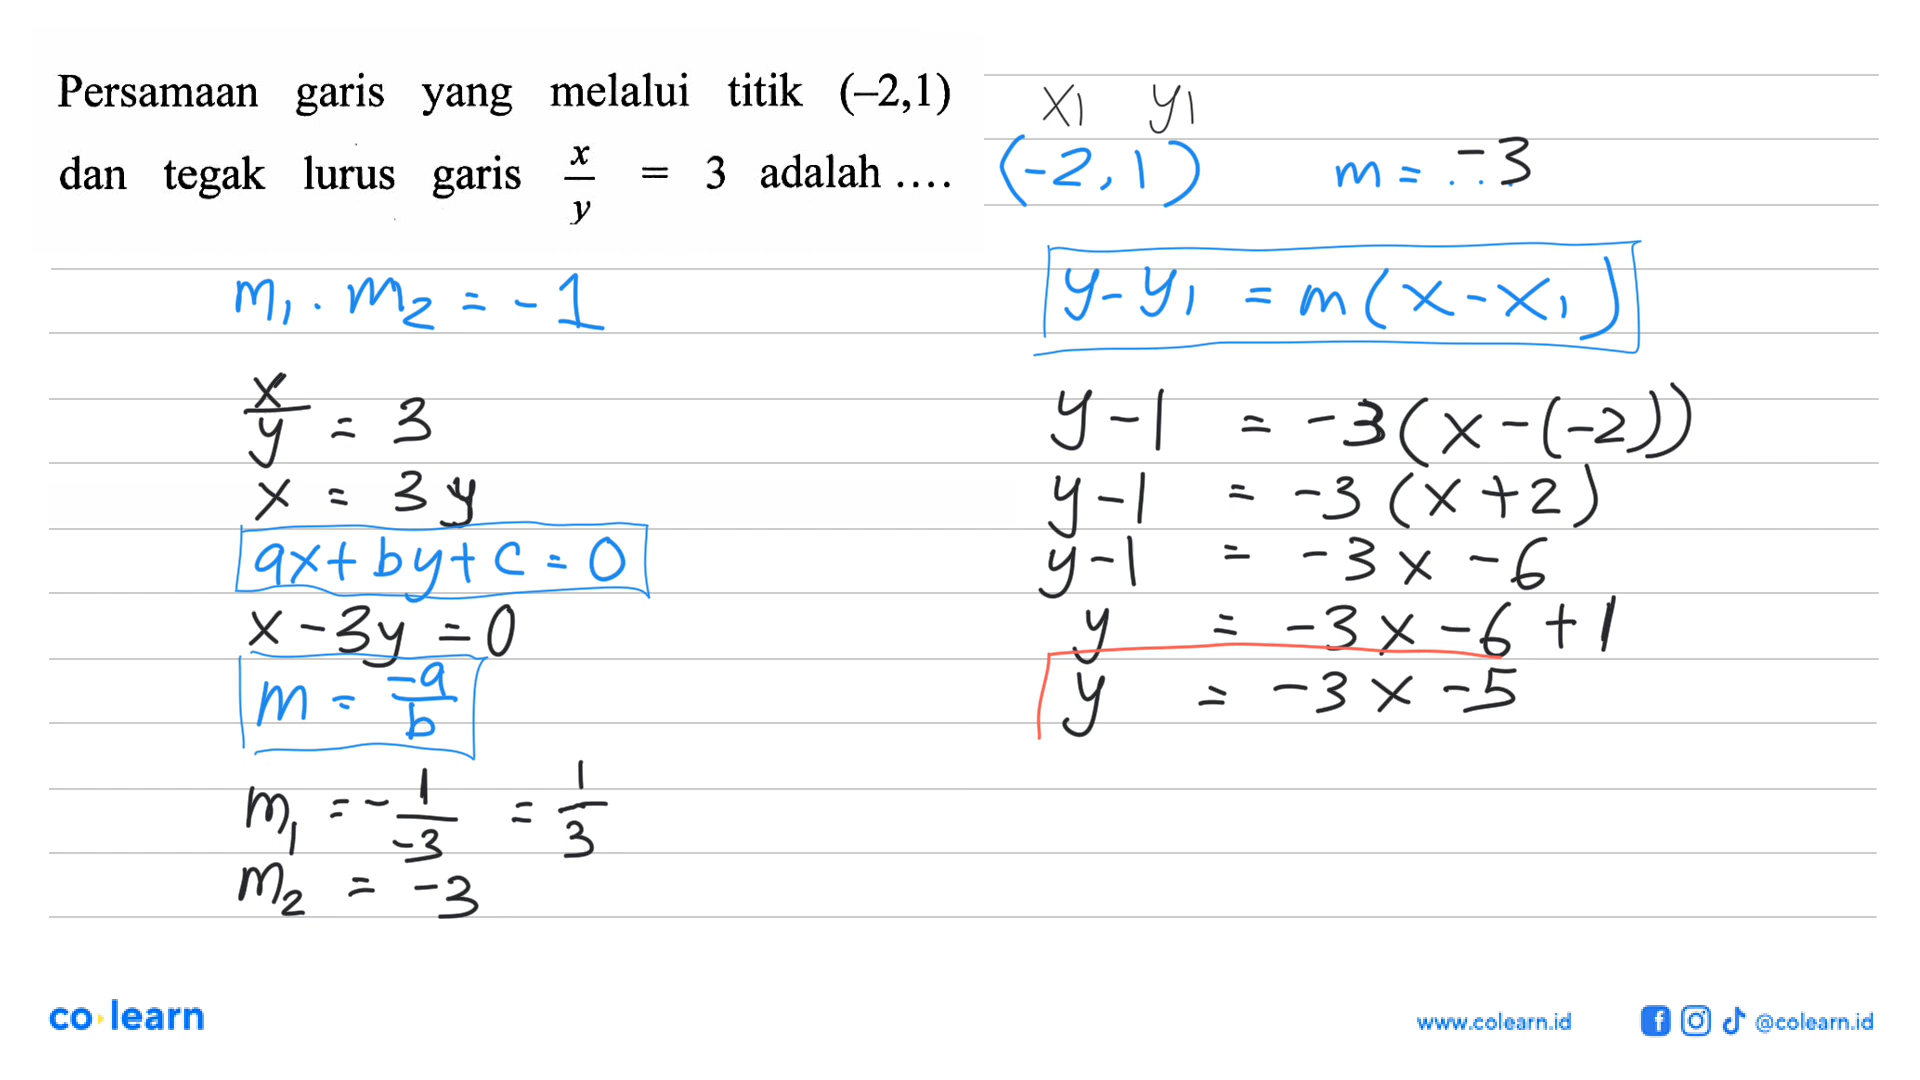 Persamaan garis yang melalui titik (–2,1)
dan tegak lurus garis x/y = 3 adalah ....
m₁ . m₂ = -1
x/y = 3
x = 3y
ax+by+c=0
x-3y=0
m = -a/b
m₁ = -1/-3 = 1/3
m₂ = -3
x₁ y₁
(-2,1) m = ... -3
y-y₁ = m(x-x₁)
y-1 = -3(x-(-2))
y-1 = -3(x+2)
y-1 = -3x-6
y = -3x-6+1
y = -3x-5
co learn
www.colearn.id @colearn.id